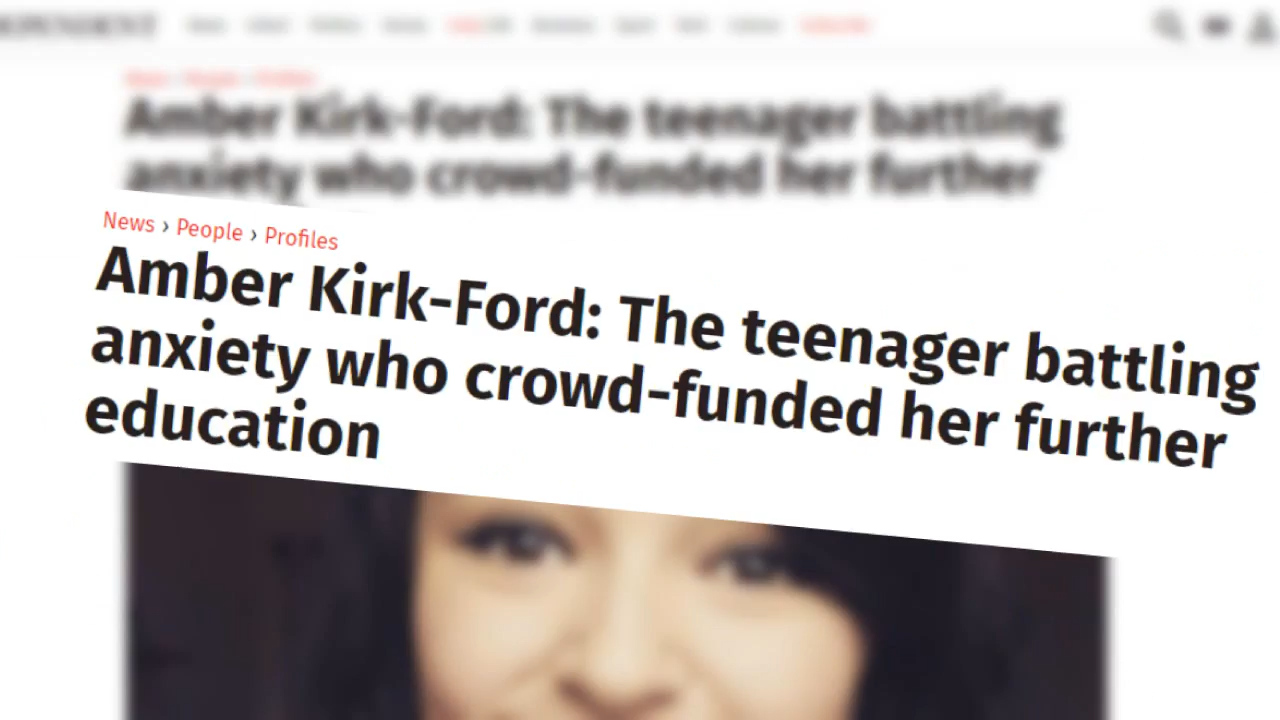 Amber Kirk-Ford: The teenager battling
anxiety who crowd-funded her further
News › People › Profiles
Amber Kirk-Ford: The teenager battling
anxiety who crowd-funded her further
education